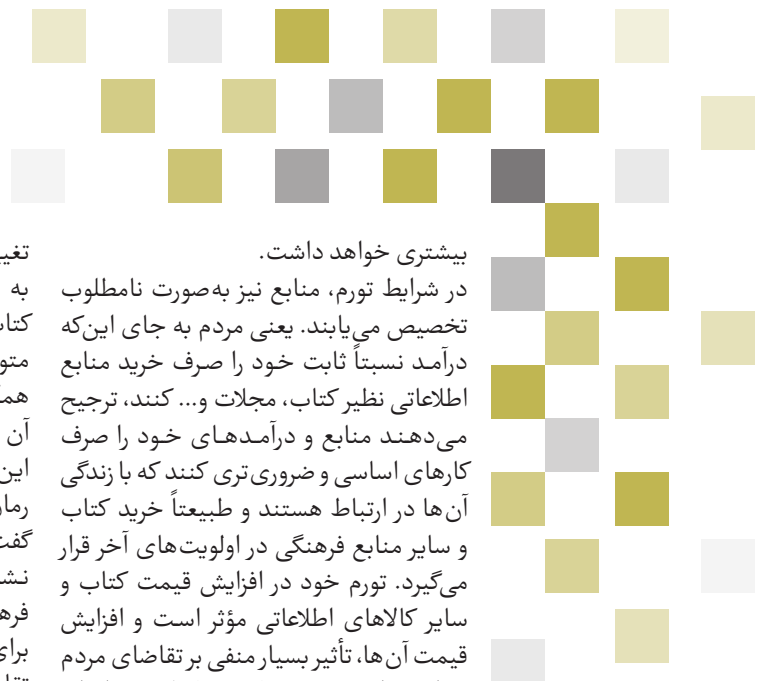 بیشتری خواهد داشت.
در شرایط تورم، منابع نیز به‌صورت نامطلوب
تخصیص می‌یابند. یعنی مردم به جای این‌که
درآمد نسبتاً ثابت خود را صرف خرید منابع
اطلاعاتی نظیر کتاب، مجلات و... کنند، ترجیح
می‌دهند منابع و درآمدهای خود را صرف
کارهای اساسی و ضروری‌تری کنند که با زندگی
آن‌ها در ارتباط هستند و طبیعتاً خرید کتاب
و سایر منابع فرهنگی در اولویت‌های آخر قرار
می‌گیرد. تورم خود در افزایش قیمت کتاب و
سایر کالاهای اطلاعاتی مؤثر است و افزایش
قیمت آن‌ها، تأثیر بسیار منفی بر تقاضای مردم
به
آن